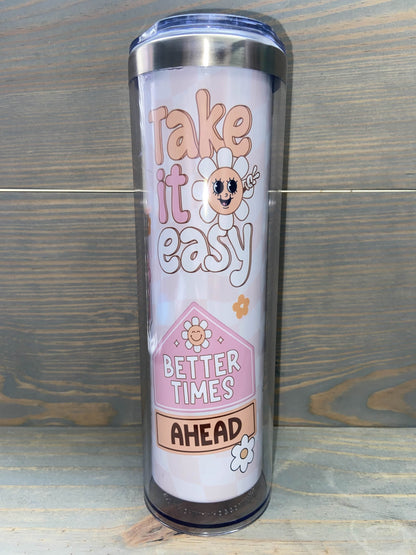 Take
it
easy
BETTER
TIMES
AHEAD